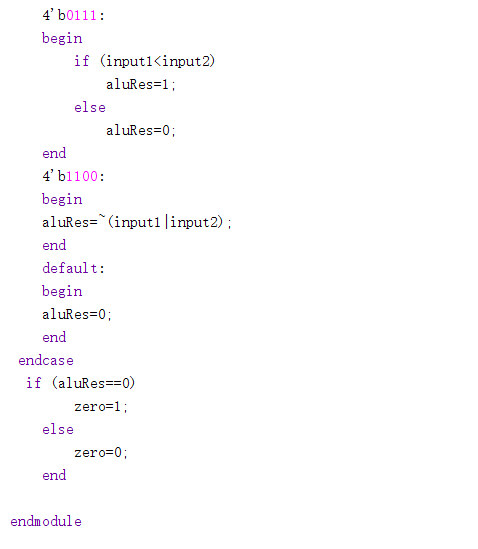 4'b0111:
begin
if (input1<input2)
aluRes=1;
else
aluRes=0;
end
4'b1100:
begin
aluRes=~(input1|input2);
end
default:
begin
aluRes=0;
end
endcase
if (aluRes==0)
zero=1;
else
zero=0;
end
endmodule